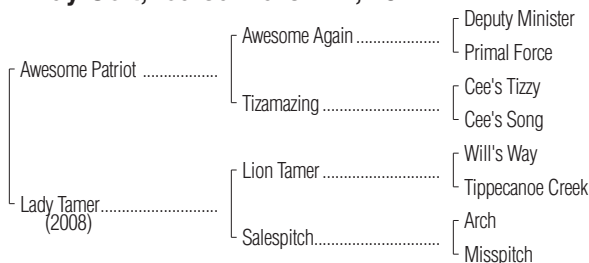 Deputy Minister
Awesome Again ....................
Primal Force
Awesome Patriot ..................
Cee's Tizzy
Tizamazing ............................
Cee's Song
Will's Way
Lion Tamer ............................
Tippecanoe Creek
Lady Tamer............................
(2008)
Arch
Salespitch..............................
Misspitch